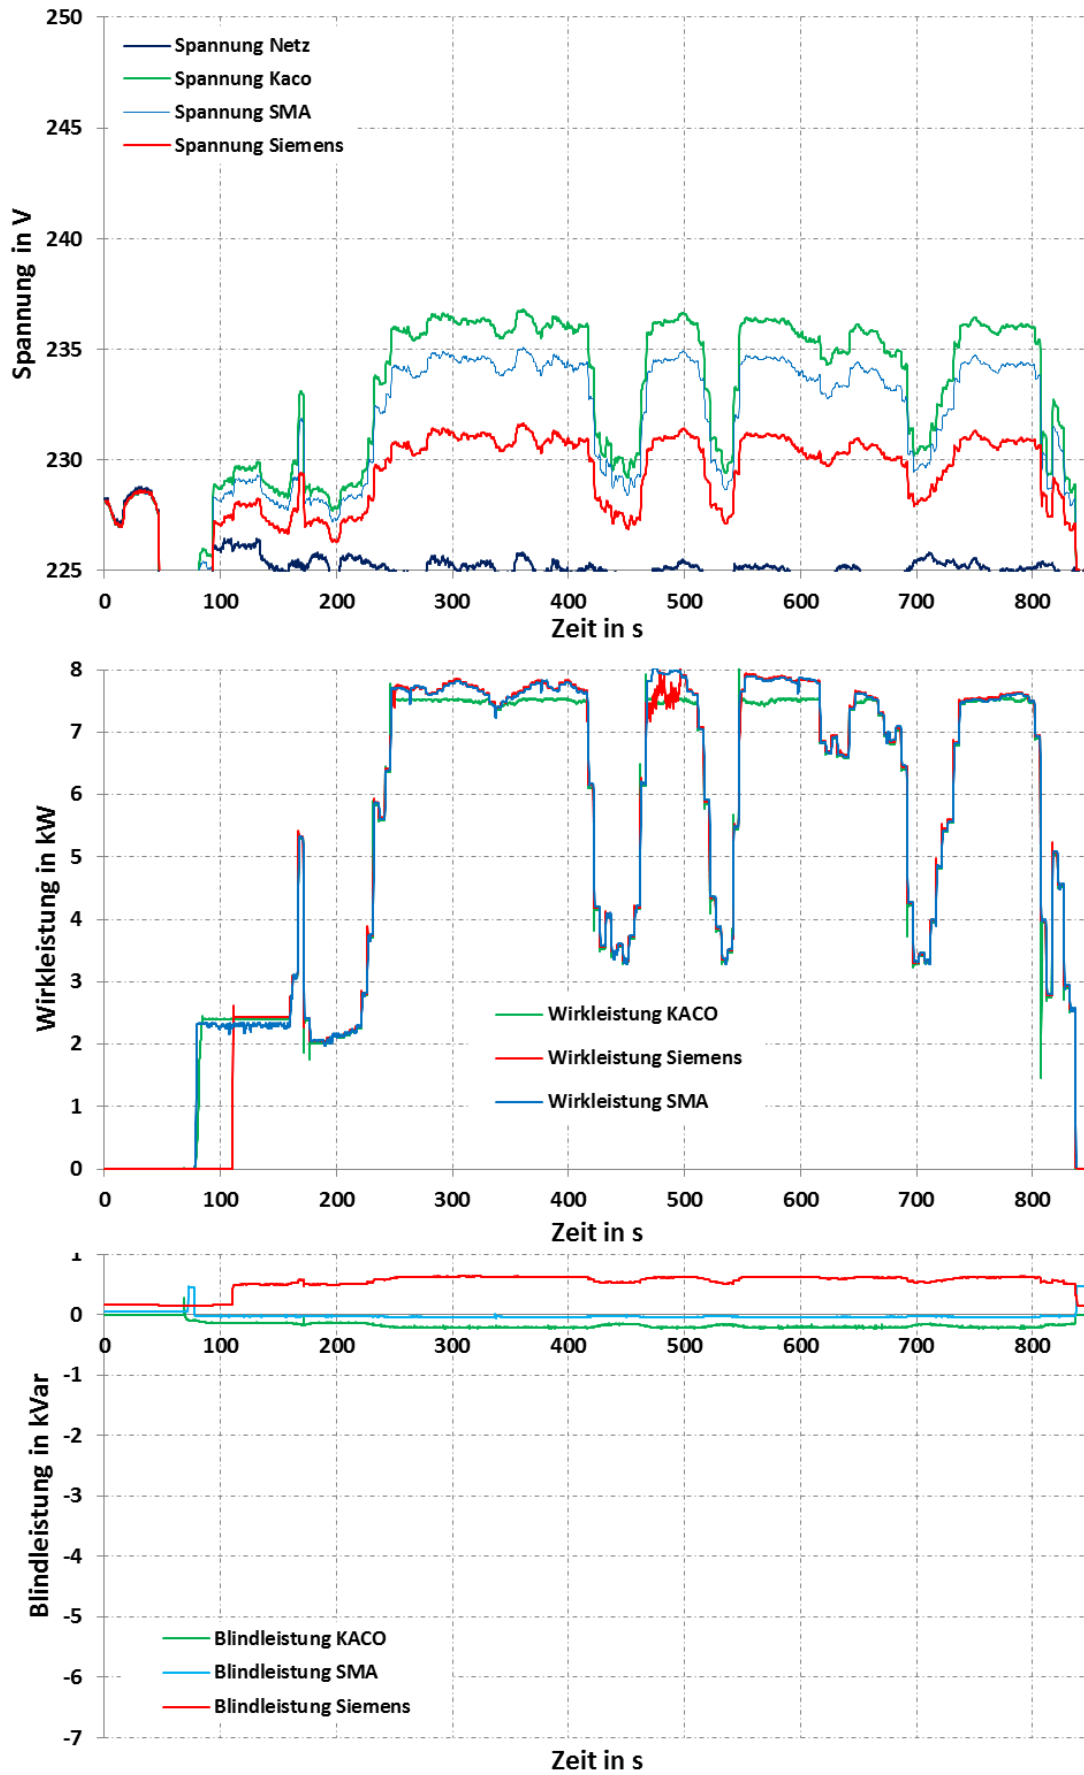 250
Spannung Netz
Spannung Kaco
Spannung SMA
Spannung Siemens
245
240
235
230
225
Spannung in V
0 100 200 300 400 500 600 700 800
Zeit in s
8
7
6
5
4
3
2
1
0
Wirkleistung in kW
Wirkleistung KACO
Wirkleistung Siemens
Wirkleistung SMA
0 100 200 300 400 500 600 700 800
Zeit in s
1
0
0 100 200 300 400 500 600 700 800
-1
-2
-3
-4
-5
-6
-7
Blindleistung in kVar
Blindleistung KACO
Blindleistung SMA
Blindleistung Siemens
Zeit in s